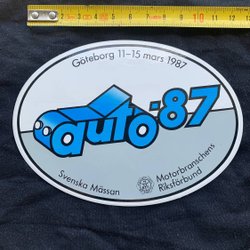 Göteborg 11-15 mars 1987
auto·87
Svenska Mässan
Motorbranschens
Riksförbund